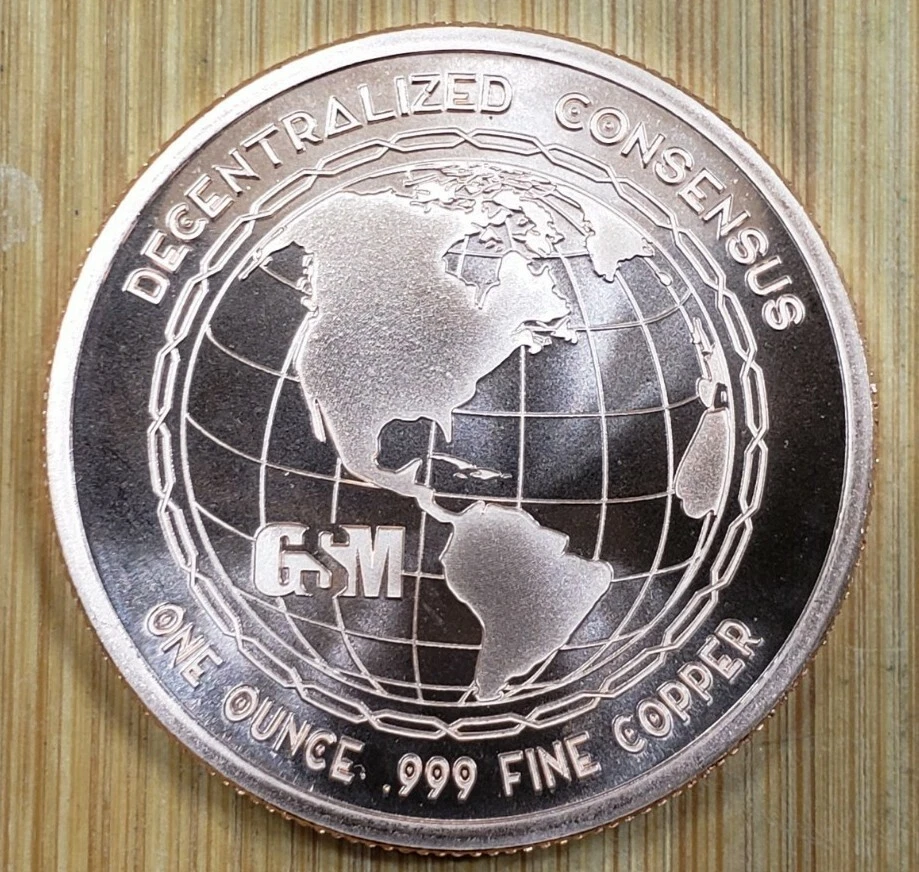 DECENTRALIZED CONSENSUS
GSM
ONE OUNCE .999 FINE COPPER